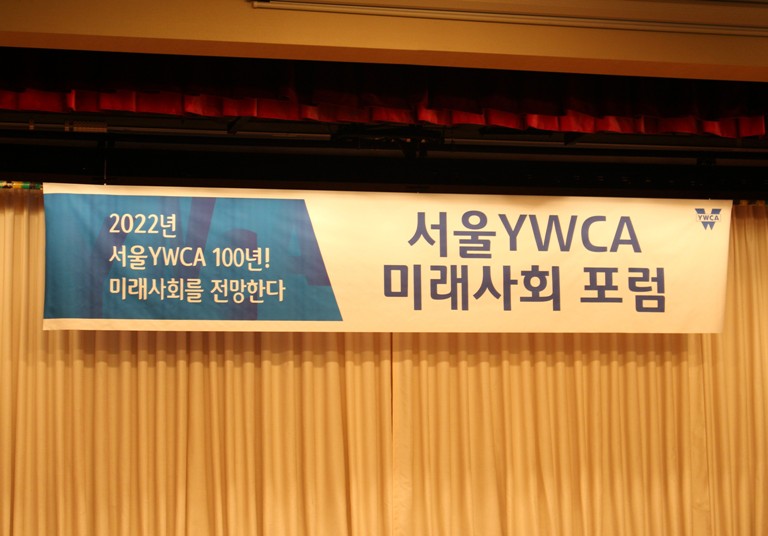 2022년
서울YWCA 100년!
미래사회를 전망한다
서울YWCA
미래사회 포럼
YWCA